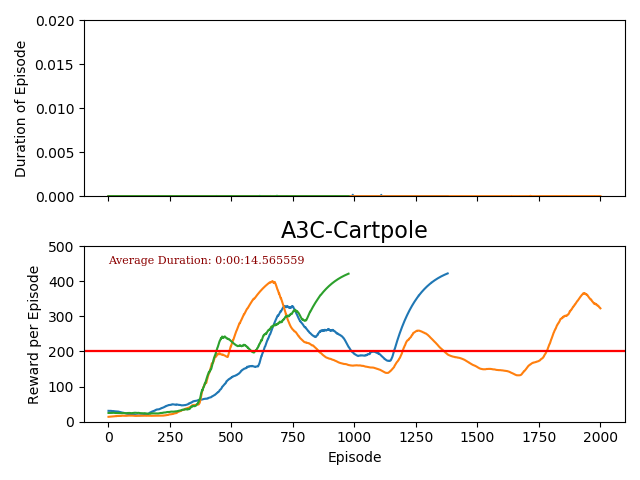 0.020
0.015
0.010
0.005
0.000
Duration of Episode
A3C-Cartpole
Average Duration: 0:00:14.565559
500
400
300
200
100
0
Reward per Episode
0 250 500 750 1000 1250 1500 1750 2000
Episode